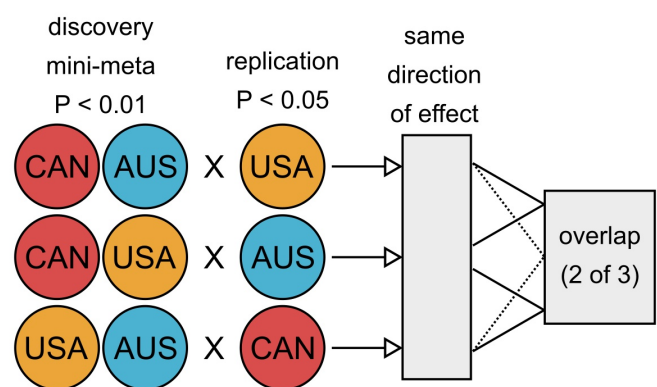 discovery
mini-meta
P < 0.01
replication
P < 0.05
same
direction
of effect
CAN AUS X USA
CAN USA X AUS
USA AUS X CAN
overlap
(2 of 3)